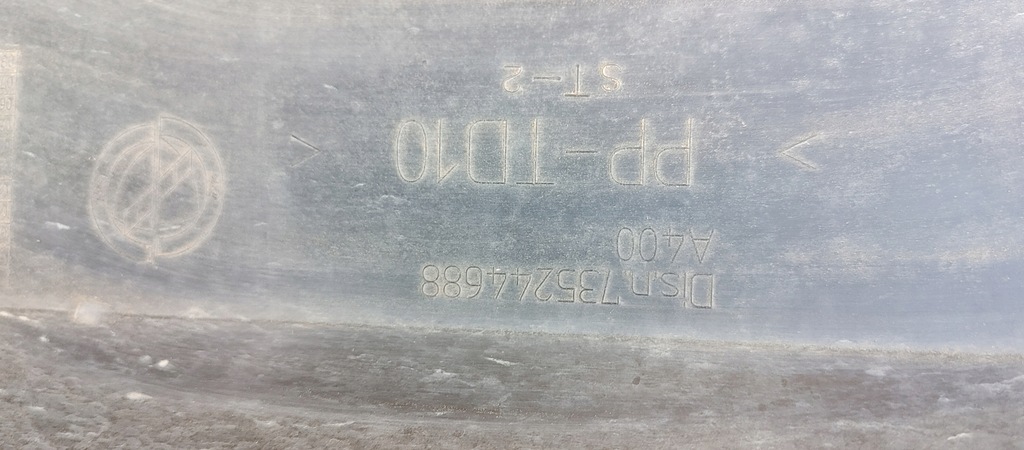 Dis.n.735244688
A400
> PP-TD10 <
ST-2